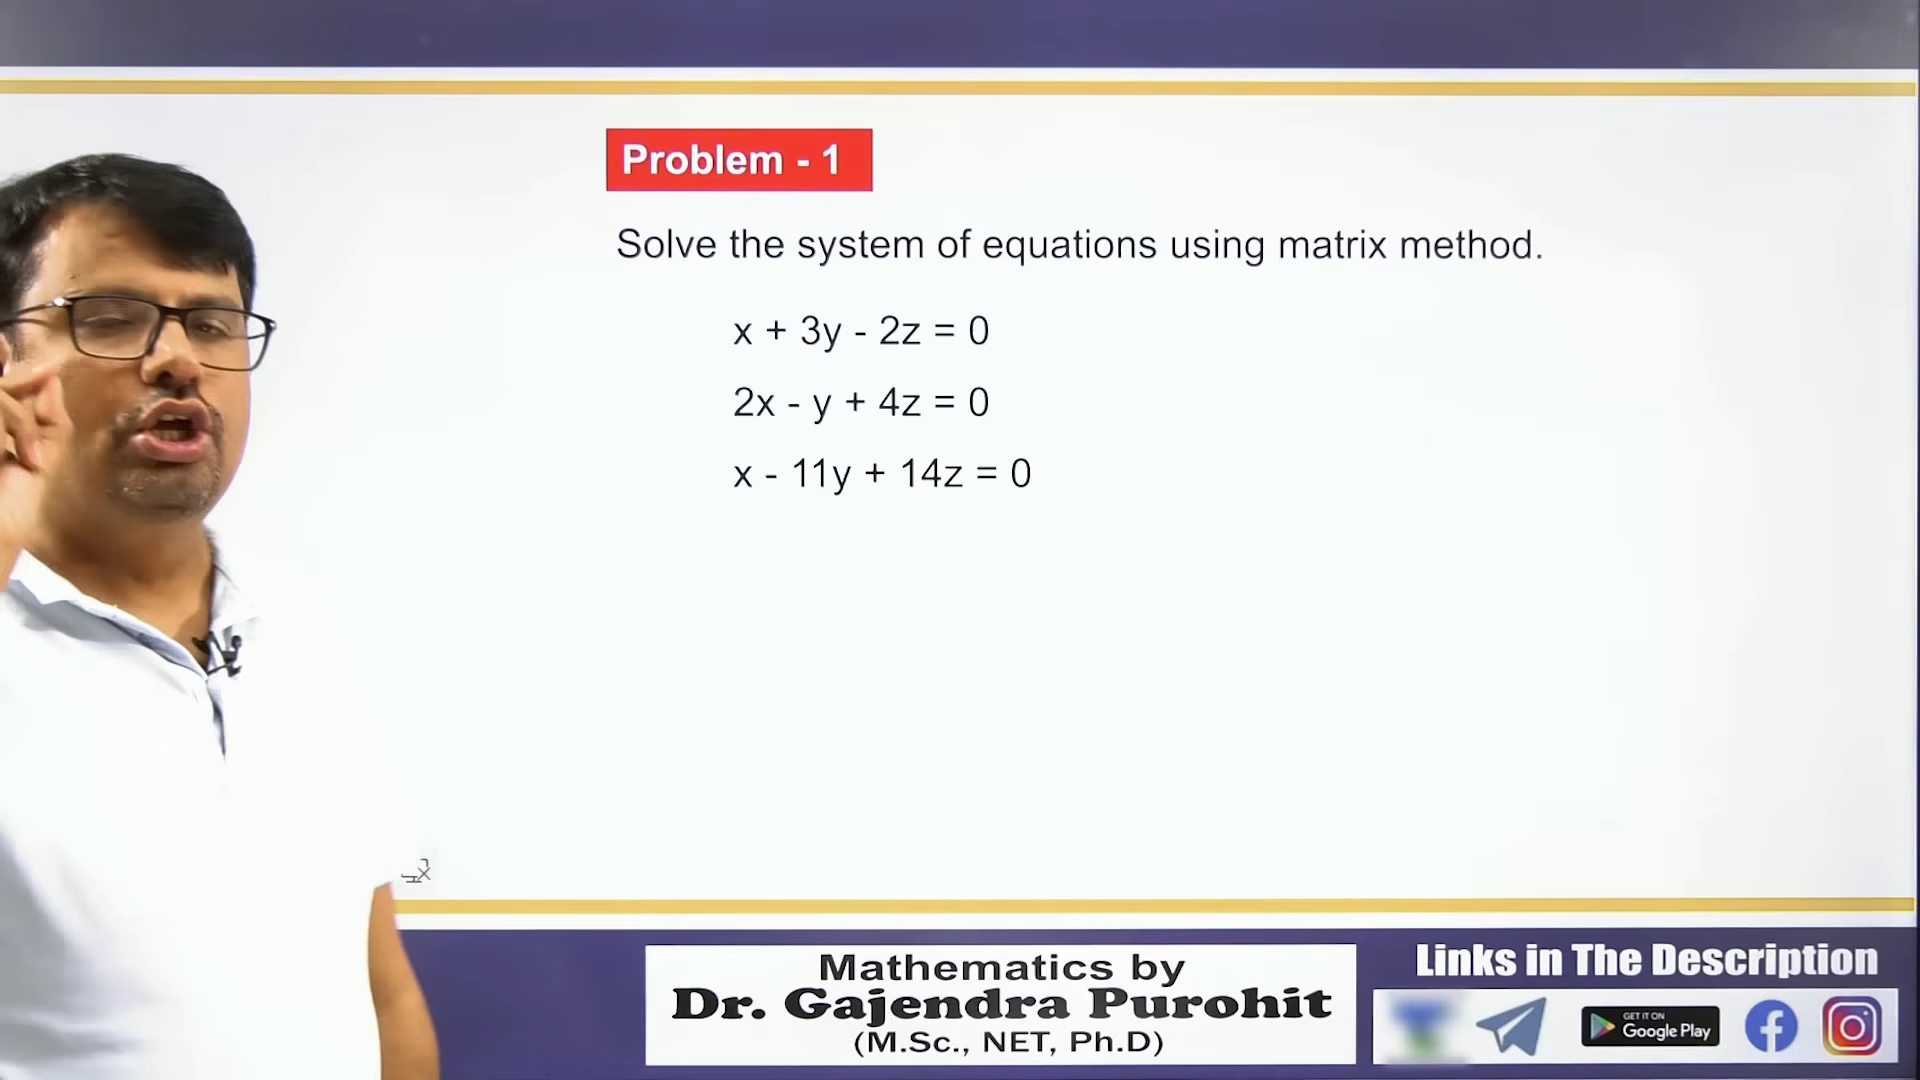 Problem - 1
Solve the system of equations using matrix method.
x + 3y - 2z = 0
2x - y + 4z = 0
x - 11y + 14z = 0
Mathematics by
Dr. Gajendra Purohit
(M.Sc., NET, Ph.D)
Links in The Description
GET IT ON
Google Play